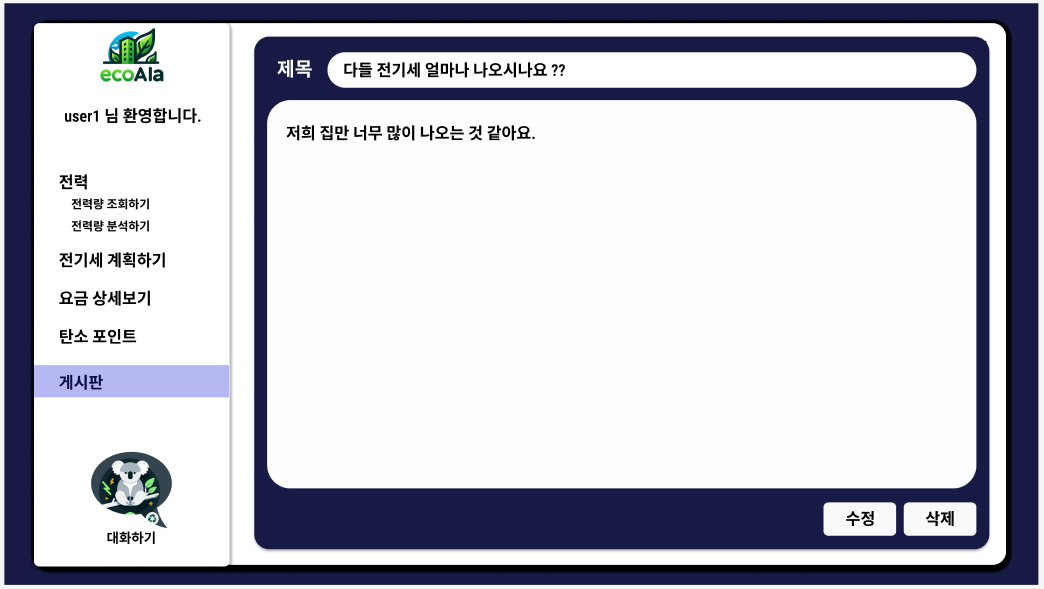 ecoAla
user1 님 환영합니다.
전력
전력량 조회하기
전력량 분석하기
전기세 계획하기
요금 상세보기
탄소 포인트
게시판
대화하기
제목
다들 전기세 얼마나 나오시나요 ??
저희 집만 너무 많이 나오는 것 같아요.
수정
삭제